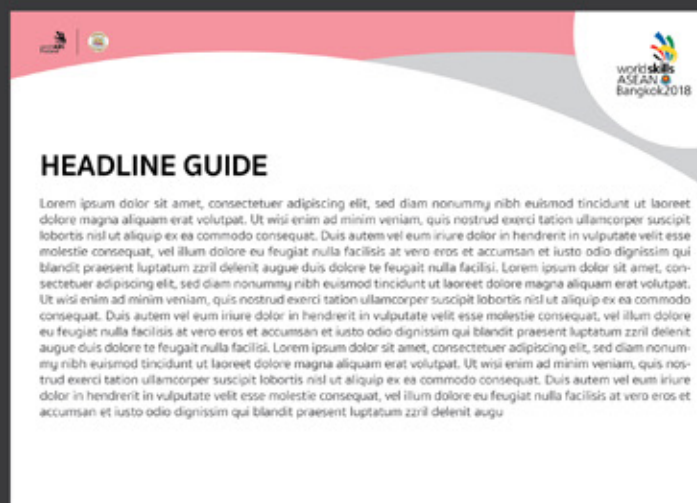 worldskills
ASEAN
Bangkok2018
HEADLINE GUIDE
Lorem ipsum dolor sit amet, consectetuer adipiscing elit, sed diam nonummy nibh euismod tincidunt ut laoreet
dolore magna aliquam erat volutpat. Ut wisi enim ad minim veniam, quis nostrud exerci tation ullamcorper suscipit
lobortis nisl ut aliquip ex ea commodo consequat. Duis autem vel eum iriure dolor in hendrerit in vulputate velit esse
molestie consequat, vel illum dolore eu feugiat nulla facilisis at vero eros et accumsan et iusto odio dignissim qui
blandit praesent luptatum zzril delenit augue duis dolore te feugait nulla facilisi. Lorem ipsum dolor sit amet, con-
sectetuer adipiscing elit, sed diam nonummy nibh euismod tincidunt ut laoreet dolore magna aliquam erat volutpat.
Ut wisi enim ad minim veniam, quis nostrud exerci tation ullamcorper suscipit lobortis nisl ut aliquip ex ea commodo
consequat. Duis autem vel eum iriure dolor in hendrerit in vulputate velit esse molestie consequat, vel illum dolore
eu feugiat nulla facilisis at vero eros et accumsan et iusto odio dignissim qui blandit praesent luptatum zzril delenit
augue duis dolore te feugait nulla facilisi. Lorem ipsum dolor sit amet, consectetuer adipiscing elit, sed diam nonum-
my nibh euismod tincidunt ut laoreet dolore magna aliquam erat volutpat. Ut wisi enim ad minim veniam, quis nos-
trud exerci tation ullamcorper suscipit lobortis nisl ut aliquip ex ea commodo consequat. Duis autem vel eum iriure
dolor in hendrerit in vulputate velit esse molestie consequat, vel illum dolore eu feugiat nulla facilisis at vero eros et
accumsan et iusto odio dignissim qui blandit praesent luptatum zzril delenit augu